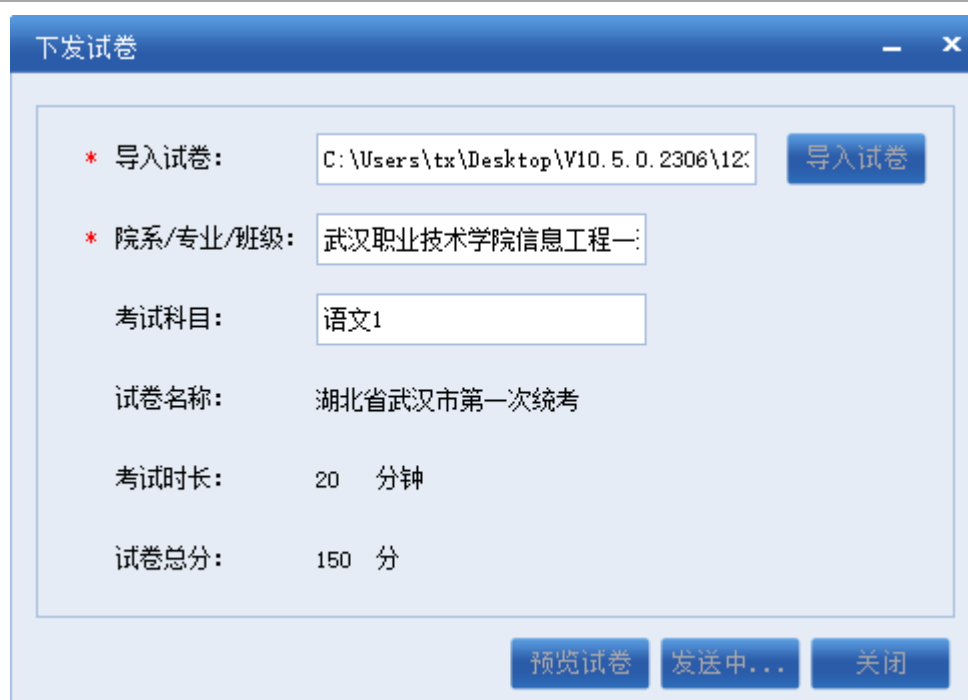 下发试卷
* 导入试卷: C:\Users\tx\Desktop\V10.5.0.2306\12 导入试卷
* 院系/专业/班级: 武汉职业技术学院信息工程一
考试科目: 语文1
试卷名称: 湖北省武汉市第一次统考
考试时长: 20 分钟
试卷总分: 150 分
预览试卷 发送中... 关闭